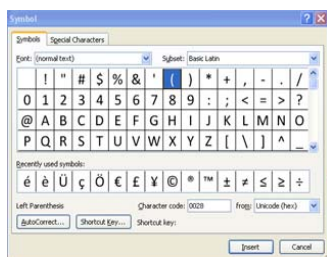 Symbol
Symbols Special Characters
Font: (normal text) Subset: Basic Latin
! " # $ % & ' ( ) * + , - . /
0 1 2 3 4 5 6 7 8 9 : ; < = > ?
@ A B C D E F G H I J K L M N O
P Q R S T U V W X Y Z [ \ ] ^ _
Recently used symbols:
é è Ü ç Ö € £ ¥ © ® ™ ± ≠ ≤ ≥ ÷
Left Parenthesis Character code: 0028 from: Unicode (hex)
AutoCorrect... Shortcut Key... Shortcut key:
Insert Cancel